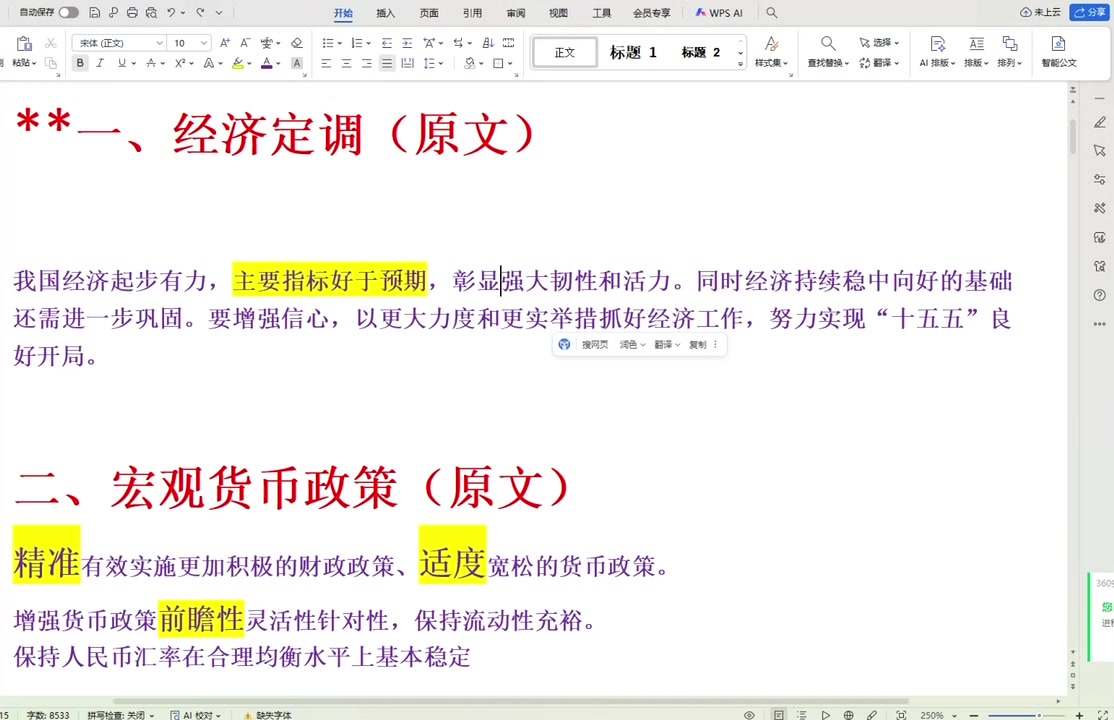 自动保存 开始 插入 页面 引用 审阅 视图 工具 会员专享 WPS AI 未上云 分享
粘贴 宋体 (正文) 10 正文 标题 1 标题 2 样式集 查找替换 选择 翻译 AI 排版 排版 排列 智能公文
**一、经济定调（原文）
我国经济起步有力，主要指标好于预期，彰显强大韧性和活力。同时经济持续稳中向好的基础
还需进一步巩固。要增强信心，以更大力度和更实举措抓好经济工作，努力实现“十五五”良
搜网页 润色 翻译 复制
好开局。
二、宏观货币政策（原文）
精准有效实施更加积极的财政政策、适度宽松的货币政策。
360
您
增强货币政策前瞻性灵活性针对性，保持流动性充裕。
保持人民币汇率在合理均衡水平上基本稳定
15 字数: 8533 拼写检查: 关闭 AI 校对 缺失字体 250%